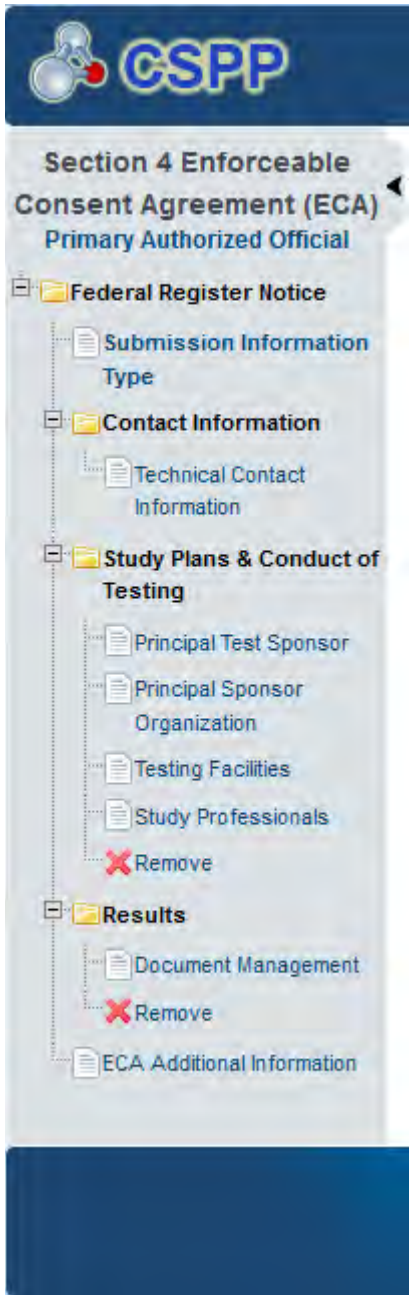 CSPP
Section 4 Enforceable
Consent Agreement (ECA)
Primary Authorized Official
Federal Register Notice
Submission Information
Type
Contact Information
Technical Contact
Information
Study Plans & Conduct of
Testing
Principal Test Sponsor
Principal Sponsor
Organization
Testing Facilities
Study Professionals
Remove
Results
Document Management
Remove
ECA Additional Information